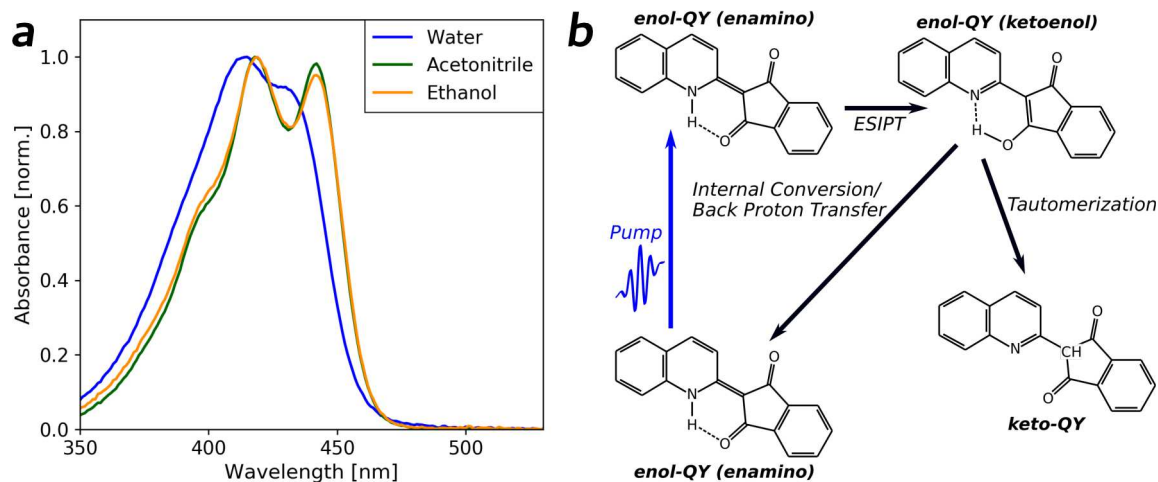 a
1.0
0.8
0.6
0.4
0.2
0.0
Absorbance [norm.]
Water
Acetonitrile
Ethanol
350
400
450
500
Wavelength [nm]
b
enol-QY (enamino)
N
H
O
O
ESIPT
enol-QY (ketoenol)
N
H
O
O
Pump
Internal Conversion/
Back Proton Transfer
Tautomerization
N
H
O
O
enol-QY (enamino)
N
CH
O
O
keto-QY